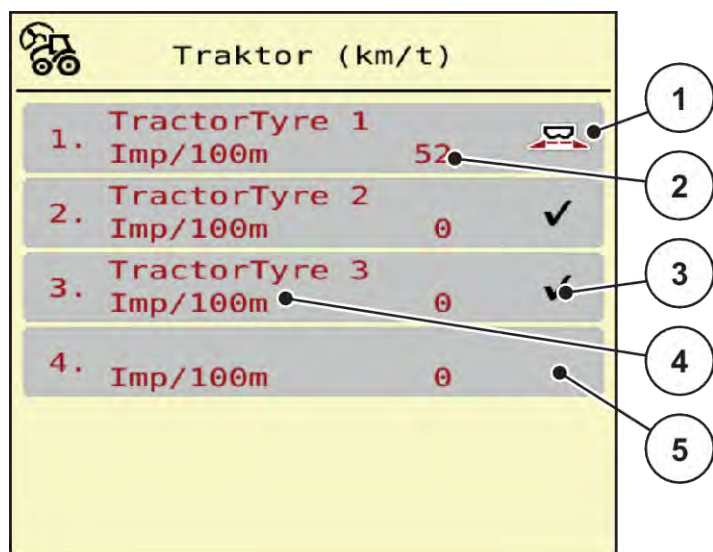 Traktor (km/t)
1. TractorTyre 1
Imp/100m 52
2. TractorTyre 2
Imp/100m 0
3. TractorTyre 3
Imp/100m 0
4.
Imp/100m 0
1
2
3
4
5